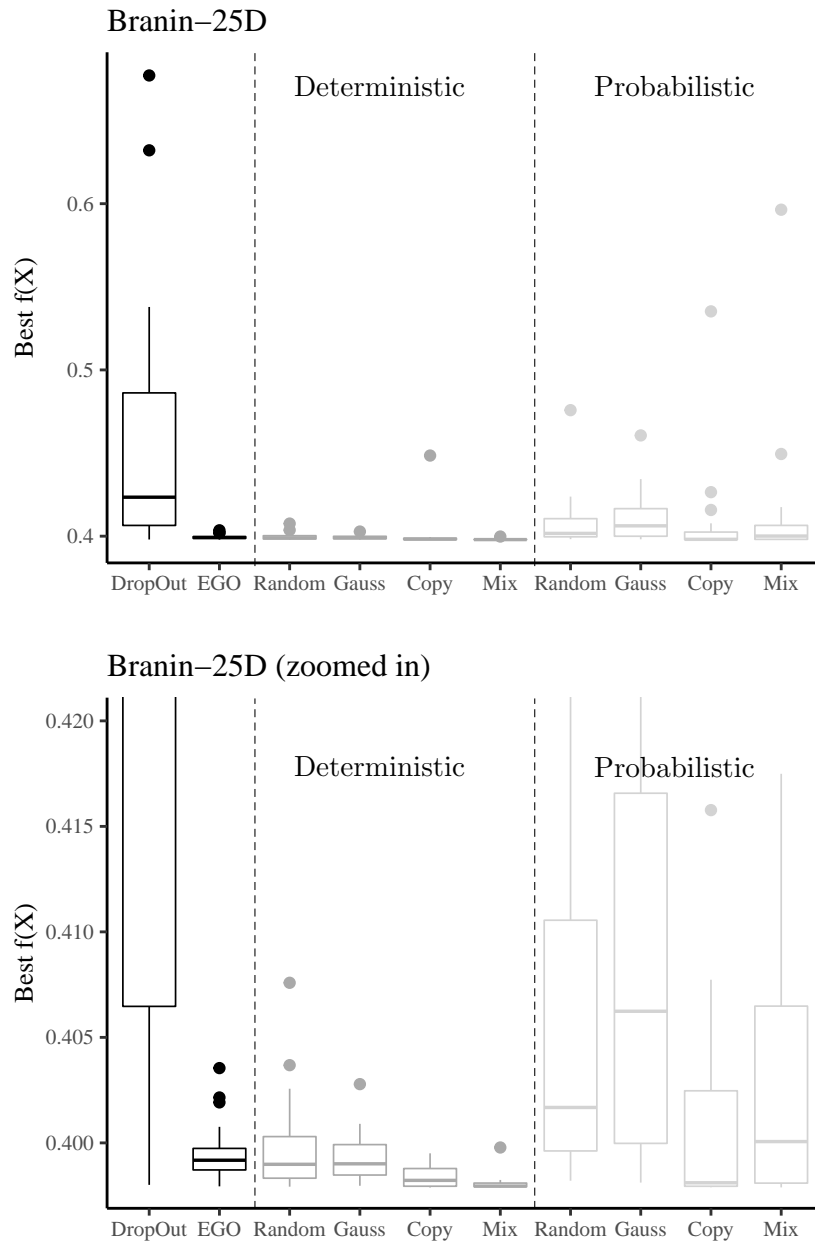 Branin−25D
Deterministic
Probabilistic
0.6
0.5
0.4
Best f(X)
DropOut EGO Random Gauss Copy Mix Random Gauss Copy Mix
Branin−25D (zoomed in)
0.420
Deterministic
Probabilistic
0.415
0.410
0.405
0.400
Best f(X)
DropOut EGO Random Gauss Copy Mix Random Gauss Copy Mix